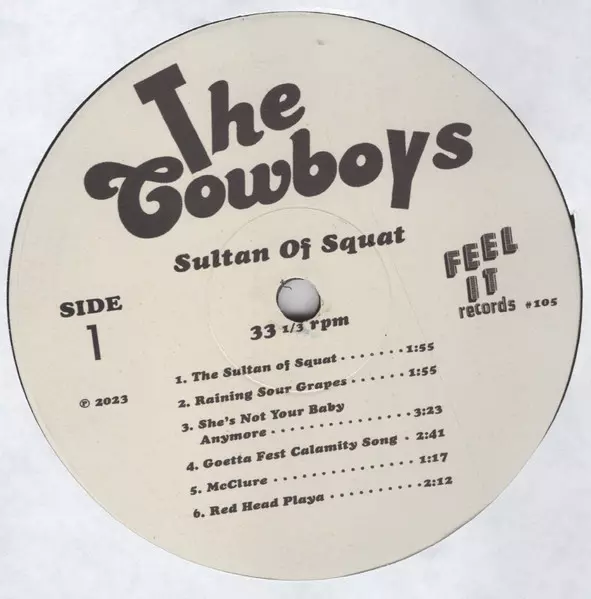 The
Cowboys
Sultan Of Squat
FEEL
IT
records #105
SIDE
1
33 1/3 rpm
℗ 2023
1. The Sultan of Squat . . . . . . . 1:55
2. Raining Sour Grapes . . . . . . 1:55
3. She's Not Your Baby
Anymore . . . . . . . . . . . . . . . 3:23
4. Goetta Fest Calamity Song . 2:41
5. McClure . . . . . . . . . . . . . . . 1:17
6. Red Head Playa . . . . . . . . . 2:12